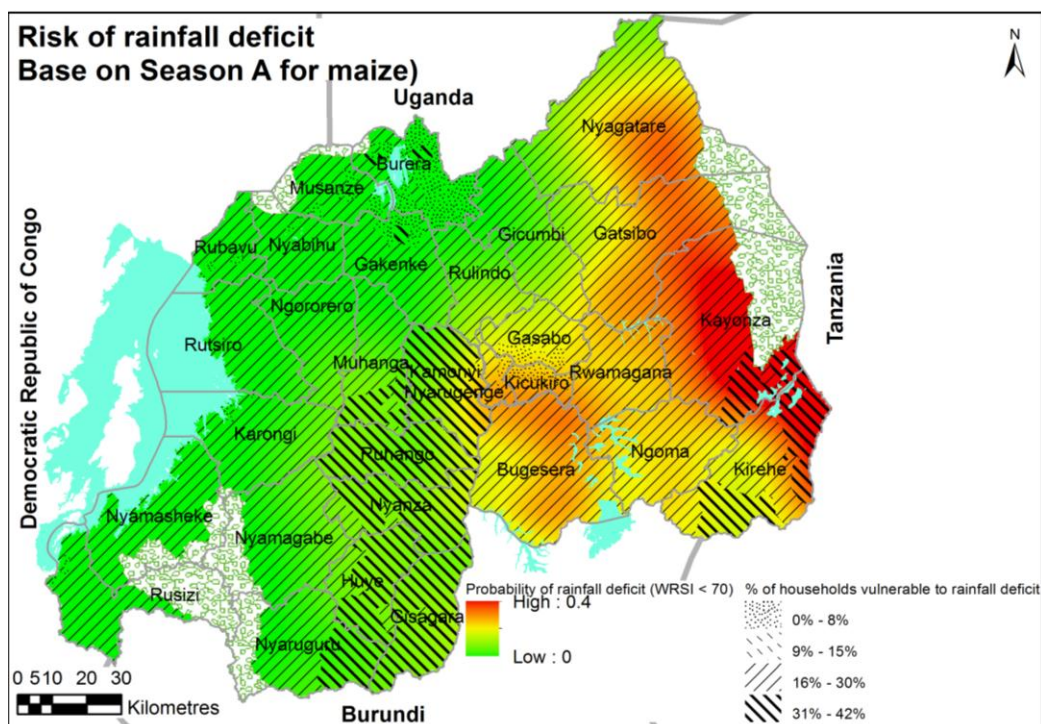 Risk of rainfall deficit
Base on Season A for maize)
N
Uganda
Nyagatare
Burera
Musanze
Rubavu
Nyabihu
Gicumbi
Gatsibo
Gakenke
Rulindo
Democratic Republic of Congo
Tanzania
Ngororero
Kayonza
Rutsiro
Gasabo
Muhanga
Kamonyi
Rwamagana
Kicukiro
Nyarugenge
Karongi
Ruhango
Bugesera
Ngoma
Kirehe
Nyanza
Nyamasheke
Nyamagabe
Huye
Rusizi
Gisagara
Nyaruguru
Probability of rainfall deficit (WRSI < 70)
High : 0.4
Low : 0
% of households vulnerable to rainfall deficit
0% - 8%
9% - 15%
16% - 30%
31% - 42%
0 5 10 20 30
Kilometres
Burundi